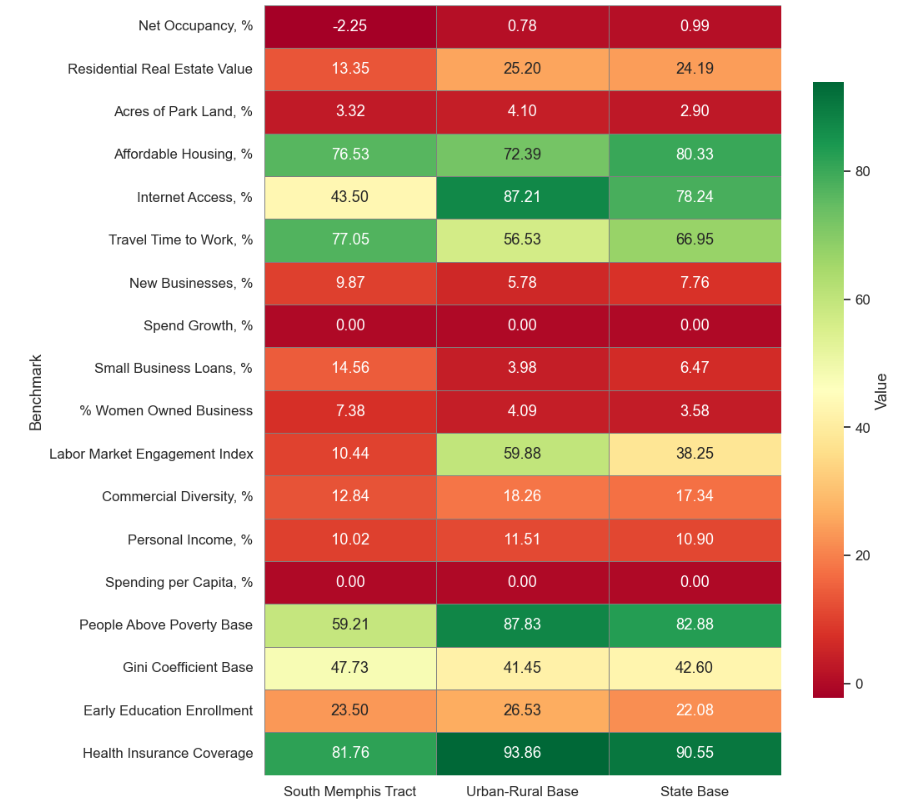 Net Occupancy, % -2.25 0.78 0.99
Residential Real Estate Value 13.35 25.20 24.19
Acres of Park Land, % 3.32 4.10 2.90
Affordable Housing, % 76.53 72.39 80.33
Internet Access, % 43.50 87.21 78.24
Travel Time to Work, % 77.05 56.53 66.95
New Businesses, % 9.87 5.78 7.76
Spend Growth, % 0.00 0.00 0.00
Small Business Loans, % 14.56 3.98 6.47
% Women Owned Business 7.38 4.09 3.58
Labor Market Engagement Index 10.44 59.88 38.25
Commercial Diversity, % 12.84 18.26 17.34
Personal Income, % 10.02 11.51 10.90
Spending per Capita, % 0.00 0.00 0.00
People Above Poverty Base 59.21 87.83 82.88
Gini Coefficient Base 47.73 41.45 42.60
Early Education Enrollment 23.50 26.53 22.08
Health Insurance Coverage 81.76 93.86 90.55
South Memphis Tract Urban-Rural Base State Base
Benchmark
80
60
40
20
0
Value